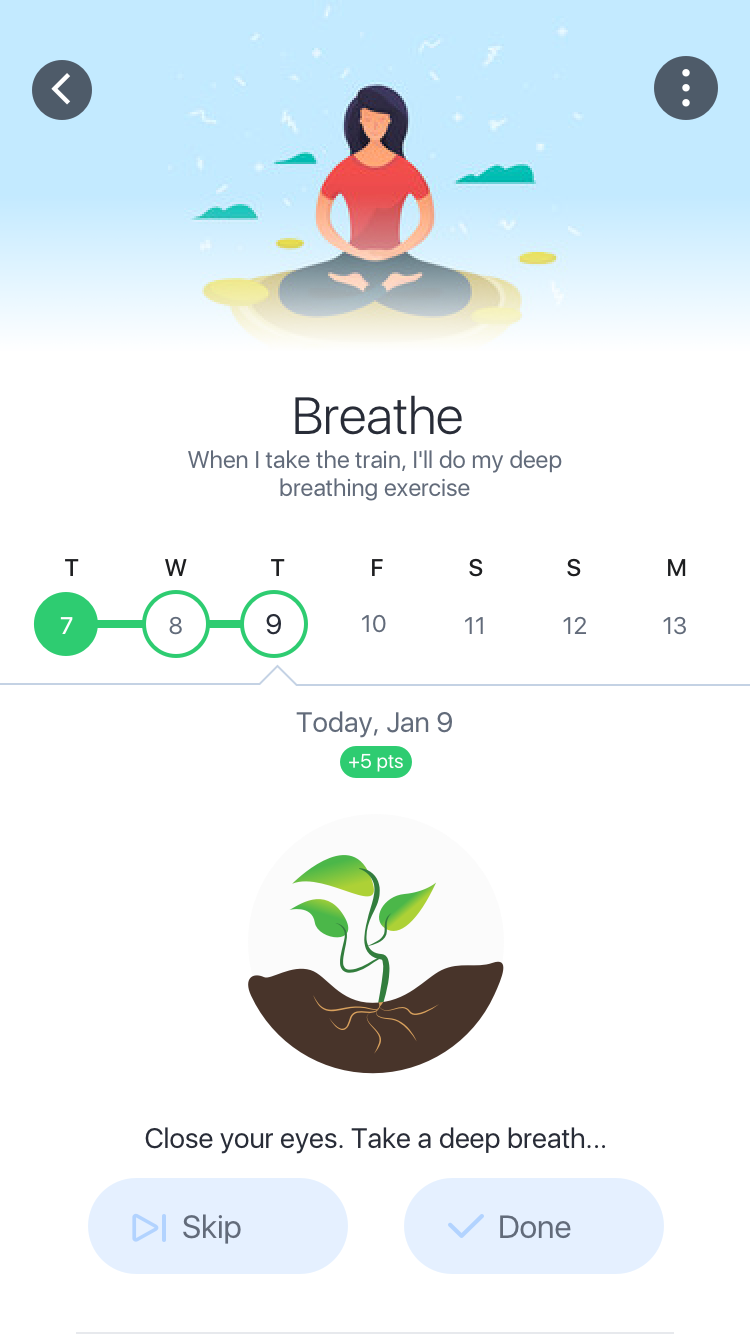 Breathe
When I take the train, I'll do my deep
breathing exercise
T W T F S S M
7 8 9 10 11 12 13
Today, Jan 9
+5 pts
Close your eyes. Take a deep breath...
Skip Done